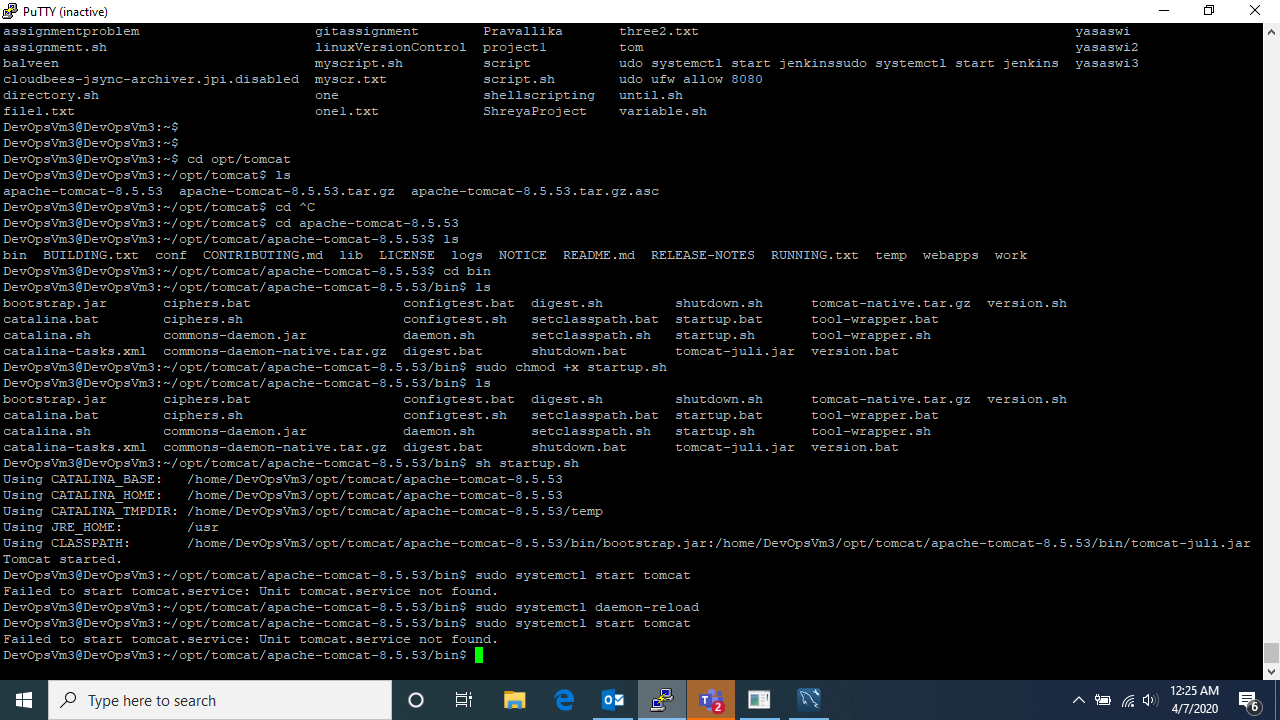 PuTTY (inactive)
assignmentproblem gitassignment Pravallika three2.txt yasaswi
assignment.sh linuxVersionControl project1 tom yasaswi2
balveen myscript.sh script udo systemctl start jenkinssudo systemctl start jenkins yasaswi3
cloudbees-jsync-archiver.jpi.disabled myscr.txt script.sh udo ufw allow 8080
directory.sh one shellscripting until.sh
file1.txt one1.txt ShreyaProject variable.sh
DevOpsVm3@DevOpsVm3:~$
DevOpsVm3@DevOpsVm3:~$
DevOpsVm3@DevOpsVm3:~$ cd opt/tomcat
DevOpsVm3@DevOpsVm3:~/opt/tomcat$ ls
apache-tomcat-8.5.53 apache-tomcat-8.5.53.tar.gz apache-tomcat-8.5.53.tar.gz.asc
DevOpsVm3@DevOpsVm3:~/opt/tomcat$ cd ^C
DevOpsVm3@DevOpsVm3:~/opt/tomcat$ cd apache-tomcat-8.5.53
DevOpsVm3@DevOpsVm3:~/opt/tomcat/apache-tomcat-8.5.53$ ls
bin BUILDING.txt conf CONTRIBUTING.md lib LICENSE logs NOTICE README.md RELEASE-NOTES RUNNING.txt temp webapps work
DevOpsVm3@DevOpsVm3:~/opt/tomcat/apache-tomcat-8.5.53$ cd bin
DevOpsVm3@DevOpsVm3:~/opt/tomcat/apache-tomcat-8.5.53/bin$ ls
bootstrap.jar ciphers.bat configtest.bat digest.sh shutdown.sh tomcat-native.tar.gz version.sh
catalina.bat ciphers.sh configtest.sh setclasspath.bat startup.bat tool-wrapper.bat
catalina.sh commons-daemon.jar daemon.sh setclasspath.sh startup.sh tool-wrapper.sh
catalina-tasks.xml commons-daemon-native.tar.gz digest.bat shutdown.bat tomcat-juli.jar version.bat
DevOpsVm3@DevOpsVm3:~/opt/tomcat/apache-tomcat-8.5.53/bin$ sudo chmod +x startup.sh
DevOpsVm3@DevOpsVm3:~/opt/tomcat/apache-tomcat-8.5.53/bin$ ls
bootstrap.jar ciphers.bat configtest.bat digest.sh shutdown.sh tomcat-native.tar.gz version.sh
catalina.bat ciphers.sh configtest.sh setclasspath.bat startup.bat tool-wrapper.bat
catalina.sh commons-daemon.jar daemon.sh setclasspath.sh startup.sh tool-wrapper.sh
catalina-tasks.xml commons-daemon-native.tar.gz digest.bat shutdown.bat tomcat-juli.jar version.bat
DevOpsVm3@DevOpsVm3:~/opt/tomcat/apache-tomcat-8.5.53/bin$ sh startup.sh
Using CATALINA_BASE: /home/DevOpsVm3/opt/tomcat/apache-tomcat-8.5.53
Using CATALINA_HOME: /home/DevOpsVm3/opt/tomcat/apache-tomcat-8.5.53
Using CATALINA_TMPDIR: /home/DevOpsVm3/opt/tomcat/apache-tomcat-8.5.53/temp
Using JRE_HOME: /usr
Using CLASSPATH: /home/DevOpsVm3/opt/tomcat/apache-tomcat-8.5.53/bin/bootstrap.jar:/home/DevOpsVm3/opt/tomcat/apache-tomcat-8.5.53/bin/tomcat-juli.jar
Tomcat started.
DevOpsVm3@DevOpsVm3:~/opt/tomcat/apache-tomcat-8.5.53/bin$ sudo systemctl start tomcat
Failed to start tomcat.service: Unit tomcat.service not found.
DevOpsVm3@DevOpsVm3:~/opt/tomcat/apache-tomcat-8.5.53/bin$ sudo systemctl daemon-reload
DevOpsVm3@DevOpsVm3:~/opt/tomcat/apache-tomcat-8.5.53/bin$ sudo systemctl start tomcat
Failed to start tomcat.service: Unit tomcat.service not found.
DevOpsVm3@DevOpsVm3:~/opt/tomcat/apache-tomcat-8.5.53/bin$
Type here to search
T 2
12:25 AM
4/7/2020
6